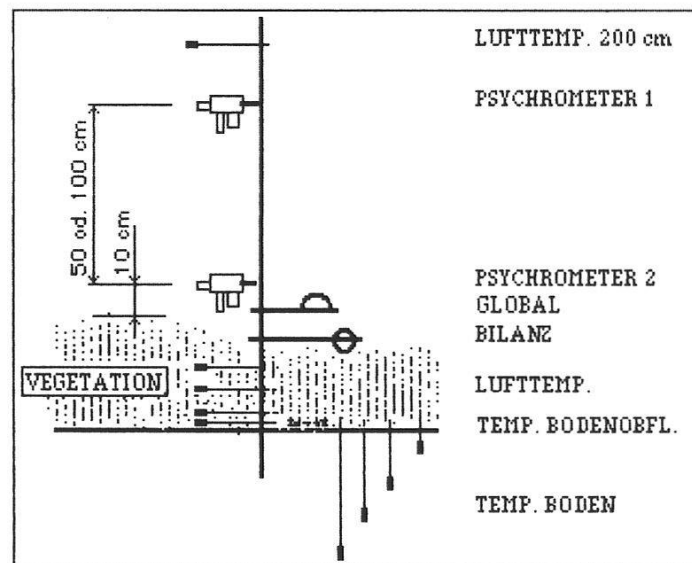 LUFTTEMP. 200 cm
PSYCHROMETER 1
50 od. 100 cm
10 cm
PSYCHROMETER 2
GLOBAL
BILANZ
VEGETATION
LUFTTEMP.
TEMP. BODENOBFL.
TEMP. BODEN